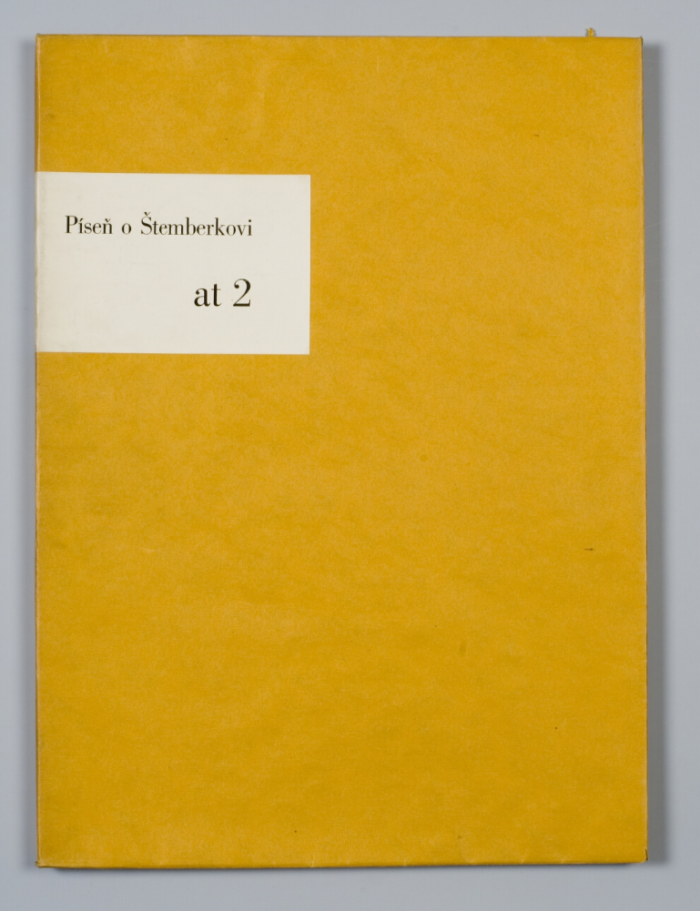 Píseň o Štemberkovi
at 2